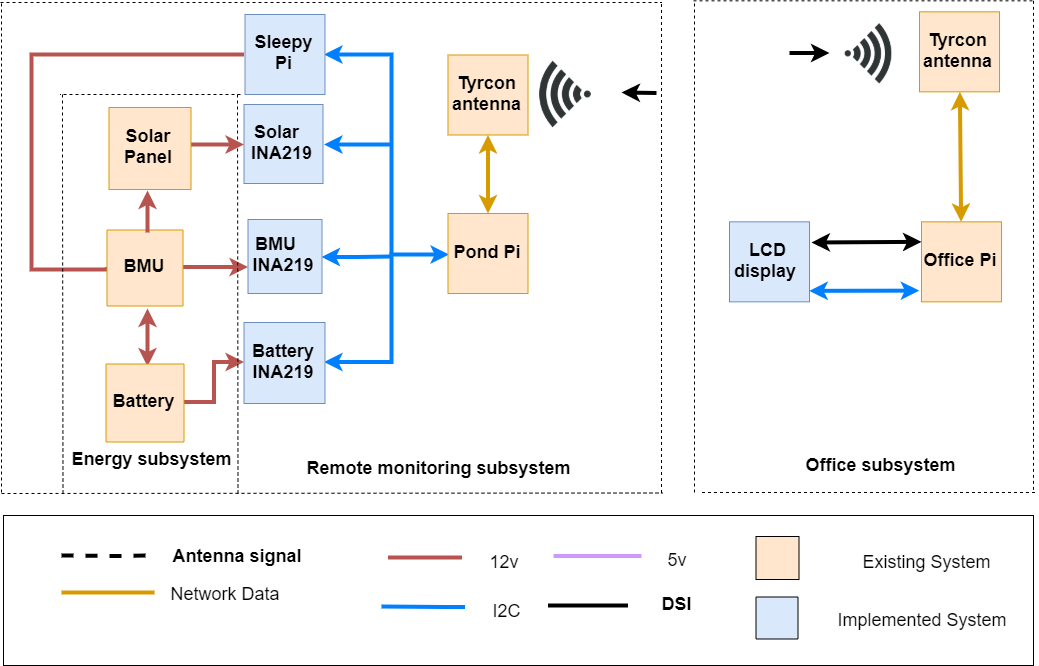 Sleepy
Pi
Solar
INA219
Solar
Panel
BMU
BMU
INA219
Battery
Battery
INA219
Tyrcon
antenna
Pond Pi
Energy subsystem
Remote monitoring subsystem
Tyrcon
antenna
LCD
display
Office Pi
Office subsystem
Antenna signal
Network Data
12v
I2C
5v
DSI
Existing System
Implemented System